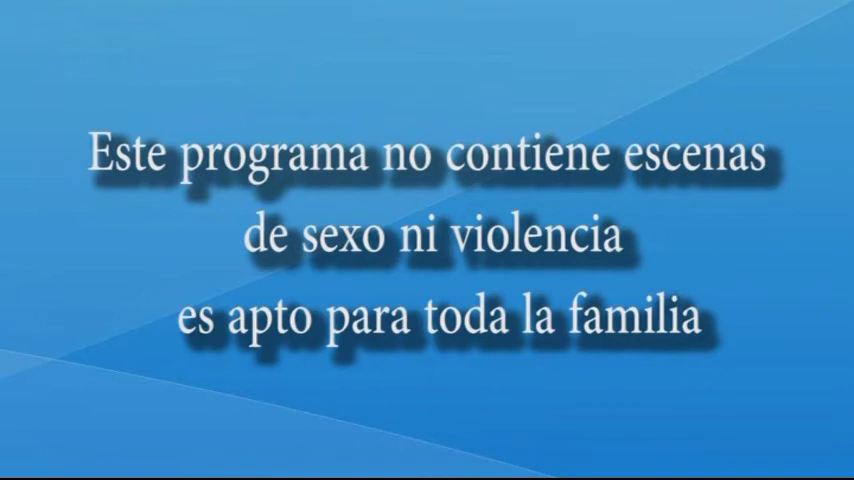 Este programa no contiene escenas
de sexo ni violencia
es apto para toda la familia